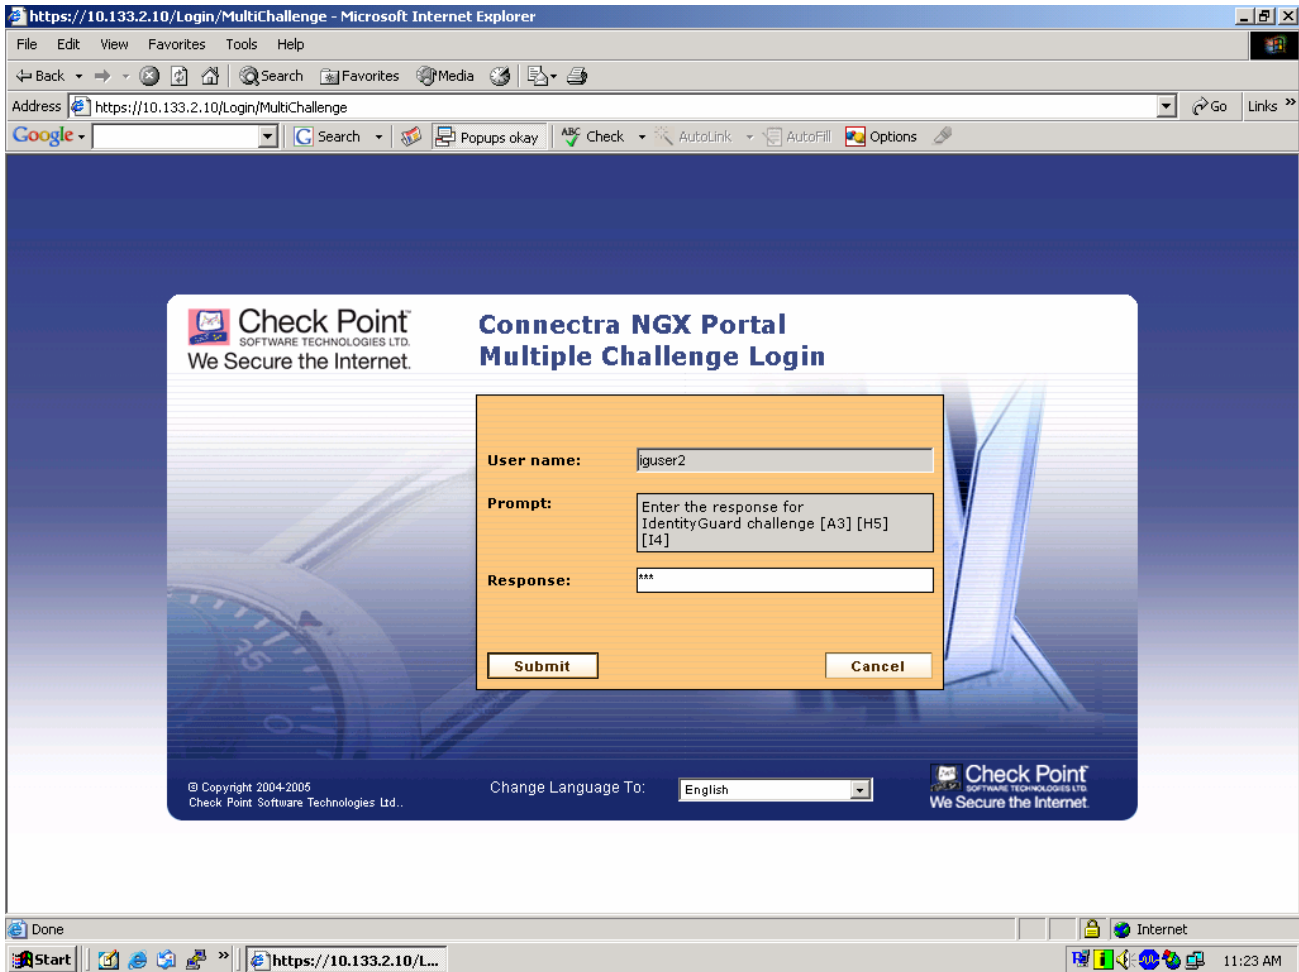 https://10.133.2.10/Login/MultiChallenge - Microsoft Internet Explorer
File Edit View Favorites Tools Help
Back Search Favorites Media
Address https://10.133.2.10/Login/MultiChallenge Go Links »
Google Search Popups okay ABC Check AutoLink AutoFill Options
Check Point™
SOFTWARE TECHNOLOGIES LTD.
We Secure the Internet.
Connectra NGX Portal
Multiple Challenge Login
User name: iguser2
Prompt: Enter the response for
IdentityGuard challenge [A3] [H5]
[I4]
Response: ***
Submit Cancel
© Copyright 2004-2005
Check Point Software Technologies Ltd..
Change Language To: English
Check Point™
SOFTWARE TECHNOLOGIES LTD.
We Secure the Internet.
Done Internet
Start » https://10.133.2.10/L... 11:23 AM